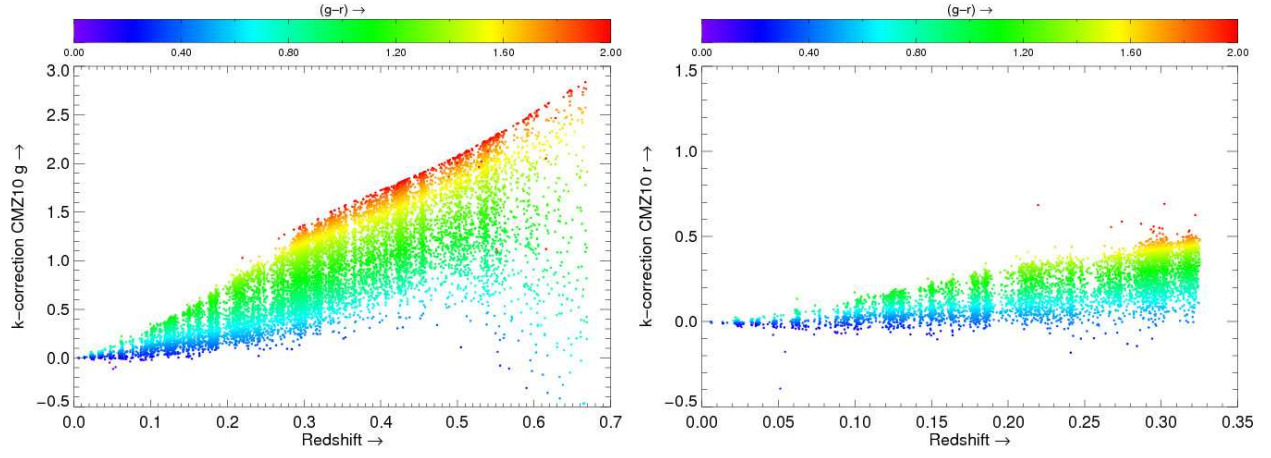 (g−r) →
0.00 0.40 0.80 1.20 1.60 2.00
k−correction CMZ10 g →
3.0
2.5
2.0
1.5
1.0
0.5
0.0
−0.5
0.0 0.1 0.2 0.3 0.4 0.5 0.6 0.7
Redshift →
(g−r) →
0.00 0.40 0.80 1.20 1.60 2.00
k−correction CMZ10 r →
1.5
1.0
0.5
0.0
−0.5
0.00 0.05 0.10 0.15 0.20 0.25 0.30 0.35
Redshift →